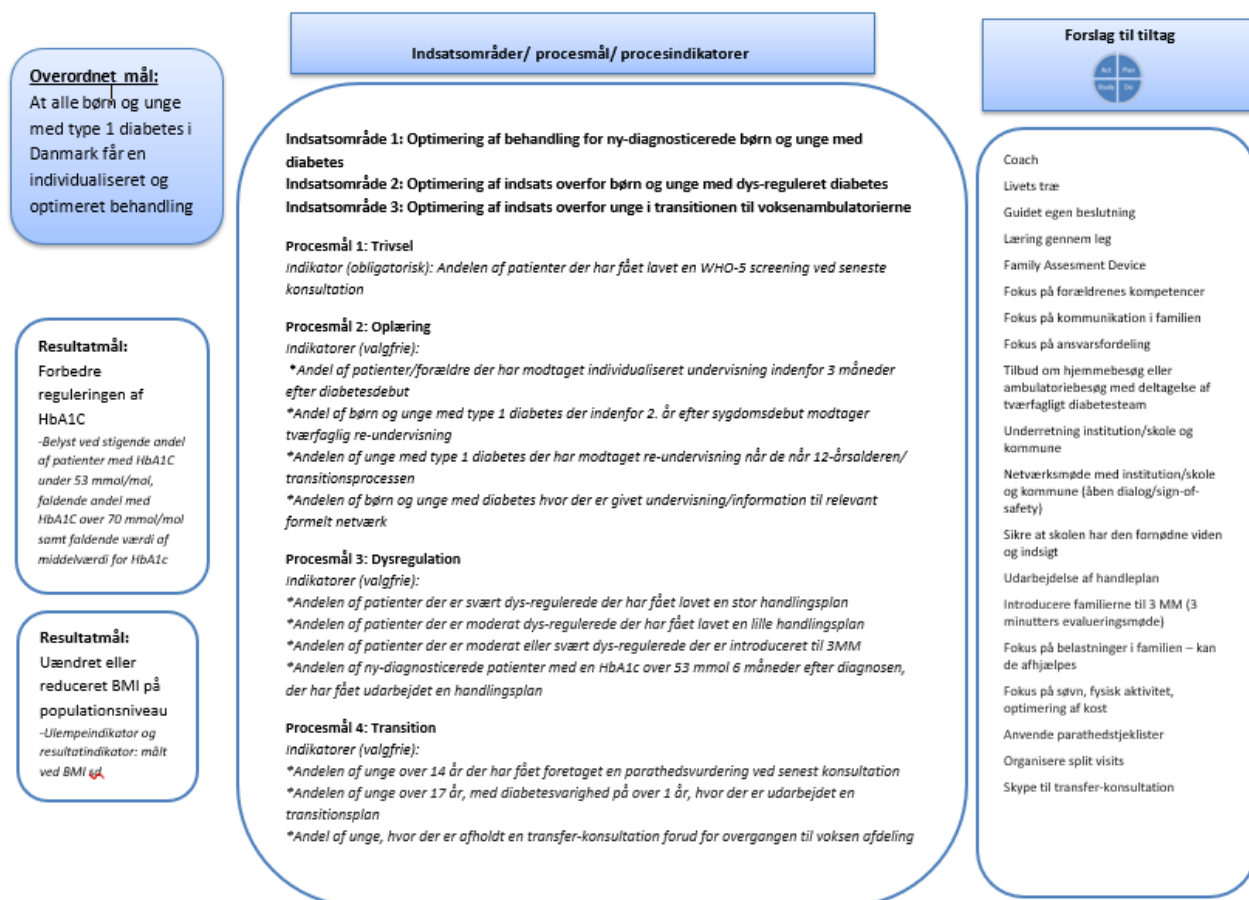 Overordnet mål:
At alle børn og unge
med type 1 diabetes i
Danmark får en
individualiseret og
optimeret behandling
Resultatmål:
Forbedre
reguleringen af
HbA1C
-Belyst ved stigende andel
af patienter med HbA1C
under 53 mmol/mol,
faldende andel med
HbA1C over 70 mmol/mol
samt faldende værdi af
middelværdi for HbA1c
Resultatmål:
Uændret eller
reduceret BMI på
populationsniveau
-Ulempeindikator og
resultatindikator: målt
ved BMI sd
Indsatsområder/ procesmål/ procesindikatorer
Indsatsområde 1: Optimering af behandling for ny-diagnosticerede børn og unge med
diabetes
Indsatsområde 2: Optimering af indsats overfor børn og unge med dys-reguleret diabetes
Indsatsområde 3: Optimering af indsats overfor unge i transitionen til voksenambulatorierne
Procesmål 1: Trivsel
Indikator (obligatorisk): Andelen af patienter der har fået lavet en WHO-5 screening ved seneste
konsultation
Procesmål 2: Oplæring
Indikatorer (valgfrie):
*Andel af patienter/forældre der har modtaget individualiseret undervisning indenfor 3 måneder
efter diabetesdebut
*Andel af børn og unge med type 1 diabetes der indenfor 2. år efter sygdomsdebut modtager
tværfaglig re-undervisning
*Andelen af unge med type 1 diabetes der har modtaget re-undervisning når de når 12-årsalderen/
transitionsprocessen
*Andelen af børn og unge med diabetes hvor der er givet undervisning/information til relevant
formelt netværk
Procesmål 3: Dysregulation
Indikatorer (valgfrie):
*Andelen af patienter der er svært dys-regulerede der har fået lavet en stor handlingsplan
*Andelen af patienter der er moderat dys-regulerede der har fået lavet en lille handlingsplan
*Andelen af patienter der er moderat eller svært dys-regulerede der er introduceret til 3MM
*Andelen af ny-diagnosticerede patienter med en HbA1c over 53 mmol 6 måneder efter diagnosen,
der har fået udarbejdet en handlingsplan
Procesmål 4: Transition
Indikatorer (valgfrie):
*Andelen af unge over 14 år der har fået foretaget en parathedsvurdering ved senest konsultation
*Andelen af unge over 17 år, med diabetesvarighed på over 1 år, hvor der er udarbejdet en
transitionsplan
*Andel af unge, hvor der er afholdt en transfer-konsultation forud for overgangen til voksen afdeling
Forslag til tiltag
Act Plan
Study Do
Coach
Livets træ
Guidet egen beslutning
Læring gennem leg
Family Assesment Device
Fokus på forældrenes kompetencer
Fokus på kommunikation i familien
Fokus på ansvarsfordeling
Tilbud om hjemmebesøg eller
ambulatoriebesøg med deltagelse af
tværfagligt diabetesteam
Underretning institution/skole og
kommune
Netværksmøde med institution/skole
og kommune (åben dialog/sign-of-
safety)
Sikre at skolen har den fornødne viden
og indsigt
Udarbejdelse af handleplan
Introducere familierne til 3 MM (3
minutters evalueringsmøde)
Fokus på belastninger i familien – kan
de afhjælpes
Fokus på søvn, fysisk aktivitet,
optimering af kost
Anvende parathedstjeklister
Organisere split visits
Skype til transfer-konsultation